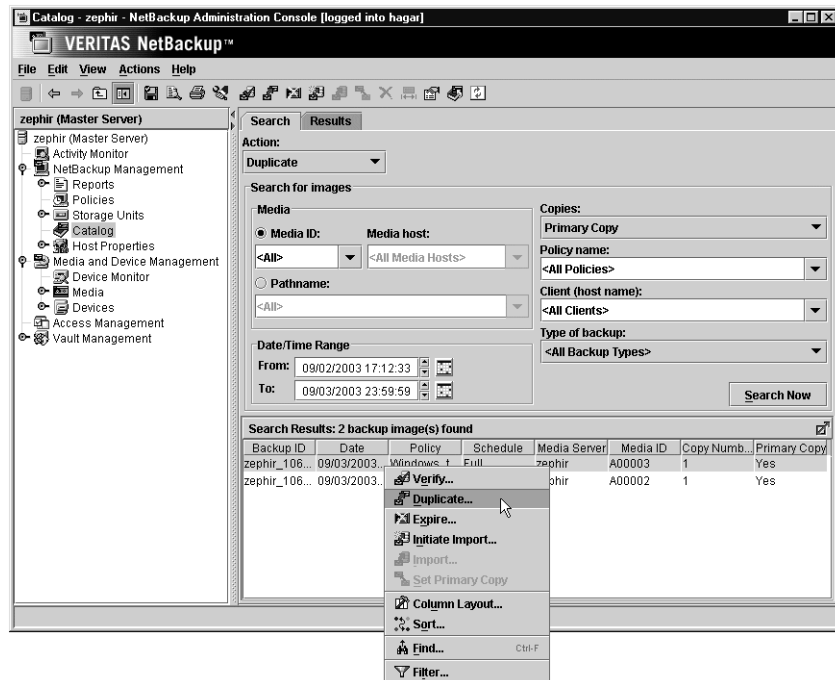 Catalog - zephir - NetBackup Administration Console [logged into hagar]
VERITAS NetBackup™
File Edit View Actions Help
zephir (Master Server)
zephir (Master Server)
Activity Monitor
NetBackup Management
Reports
Policies
Storage Units
Catalog
Host Properties
Media and Device Management
Device Monitor
Media
Devices
Access Management
Vault Management
Search Results
Action:
Duplicate
Search for images
Media
Media ID: Media host:
<All> <All Media Hosts>
Pathname:
<All>
Date/Time Range
From: 09/02/2003 17:12:33
To: 09/03/2003 23:59:59
Copies:
Primary Copy
Policy name:
<All Policies>
Client (host name):
<All Clients>
Type of backup:
<All Backup Types>
Search Now
Search Results: 2 backup image(s) found
Backup ID Date Policy Schedule Media Server Media ID Copy Numb... Primary Copy
zephir_106... 09/03/2003... Windows_t... Full zephir A00003 1 Yes
zephir_106... 09/03/2003... A00002 1 Yes
Verify...
Duplicate...
Expire...
Initiate Import...
Import...
Set Primary Copy
Column Layout...
Sort...
Find... Ctrl-F
Filter...